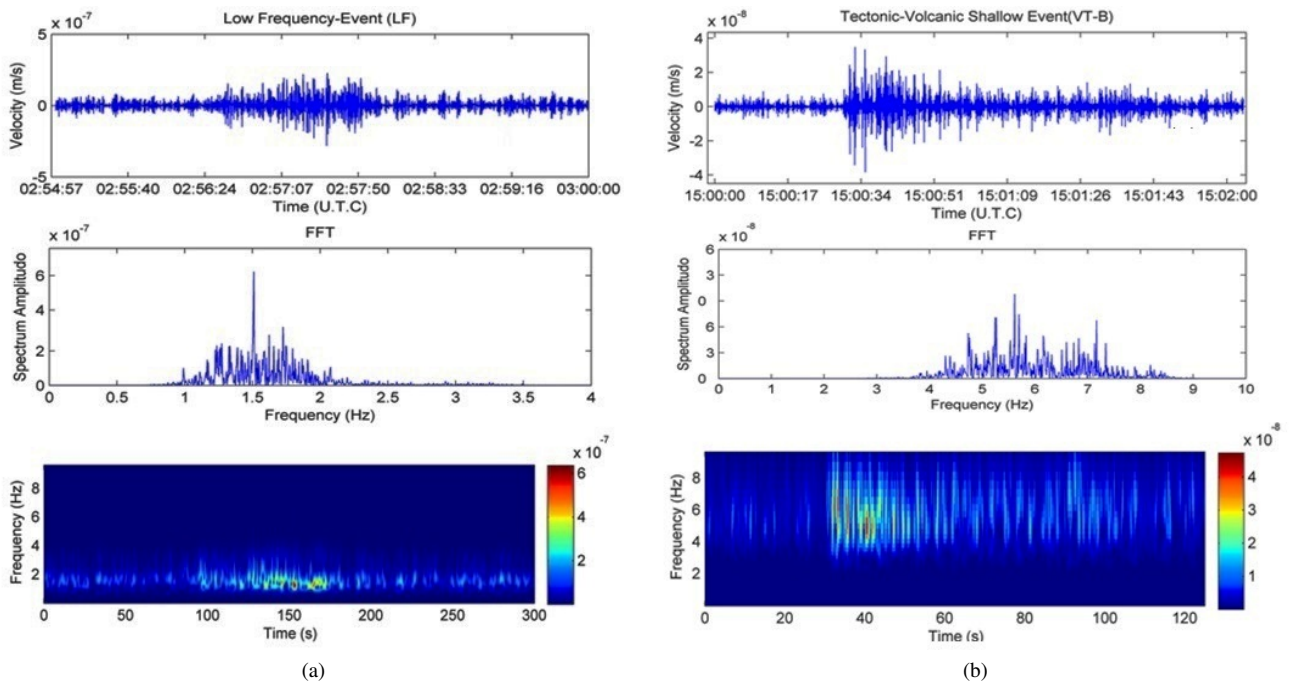 Low Frequency-Event (LF)
x 10^-7
5
0
-5
Velocity (m/s)
02:54:57 02:55:40 02:56:24 02:57:07 02:57:50 02:58:33 02:59:16 03:00:00
Time (U.T.C)
FFT
x 10^-7
6
4
2
0
Spectrum Amplitudo
0 0.5 1 1.5 2 2.5 3 3.5 4
Frequency (Hz)
8
6
4
2
Frequency (Hz)
0 50 100 150 200 250 300
Time (s)
x 10^-7
6
4
2
(a)
Tectonic-Volcanic Shallow Event(VT-B)
x 10^-8
4
2
0
-2
-4
Velocity (m/s)
15:00:00 15:00:17 15:00:34 15:00:51 15:01:09 15:01:26 15:01:43 15:02:00
Time (U.T.C)
FFT
x 10^-8
6
3
0
6
3
Spectrum Amplitudo
0 1 2 3 4 5 6 7 8 9 10
Frequency (Hz)
8
6
4
2
Frequency (Hz)
0 20 40 60 80 100 120
Time (s)
x 10^-8
4
3
2
1
(b)